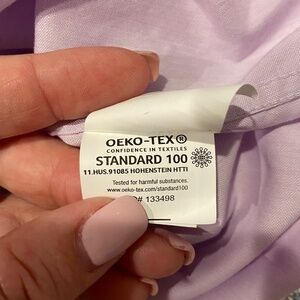 OEKO-TEX®
CONFIDENCE IN TEXTILES
STANDARD 100
11.HUS.91085 HOHENSTEIN HTTI
Tested for harmful substances.
www.oeko-tex.com/standard100
# 133498